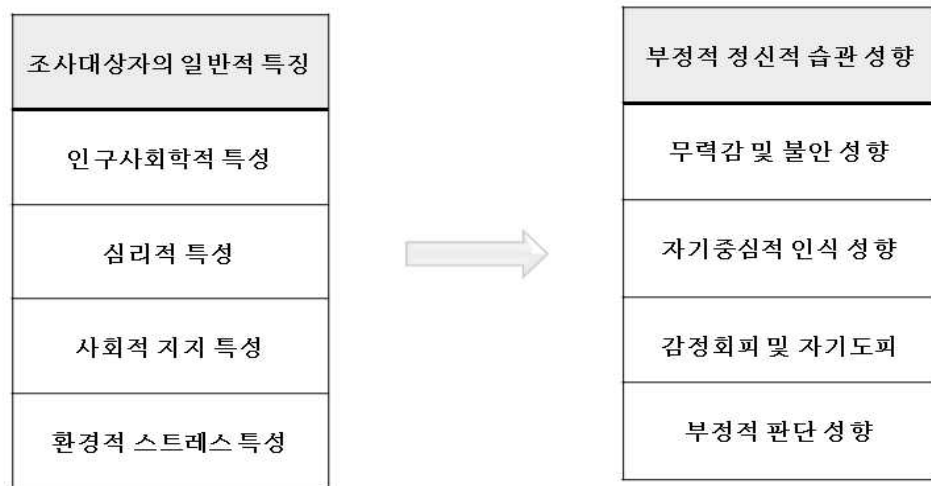 조사대상자의 일반적 특징
인구사회학적 특성
심리적 특성
사회적 지지 특성
환경적 스트레스 특성
부정적 정신적 습관 성향
무력감 및 불안 성향
자기중심적 인식 성향
감정회피 및 자기도피
부정적 판단 성향